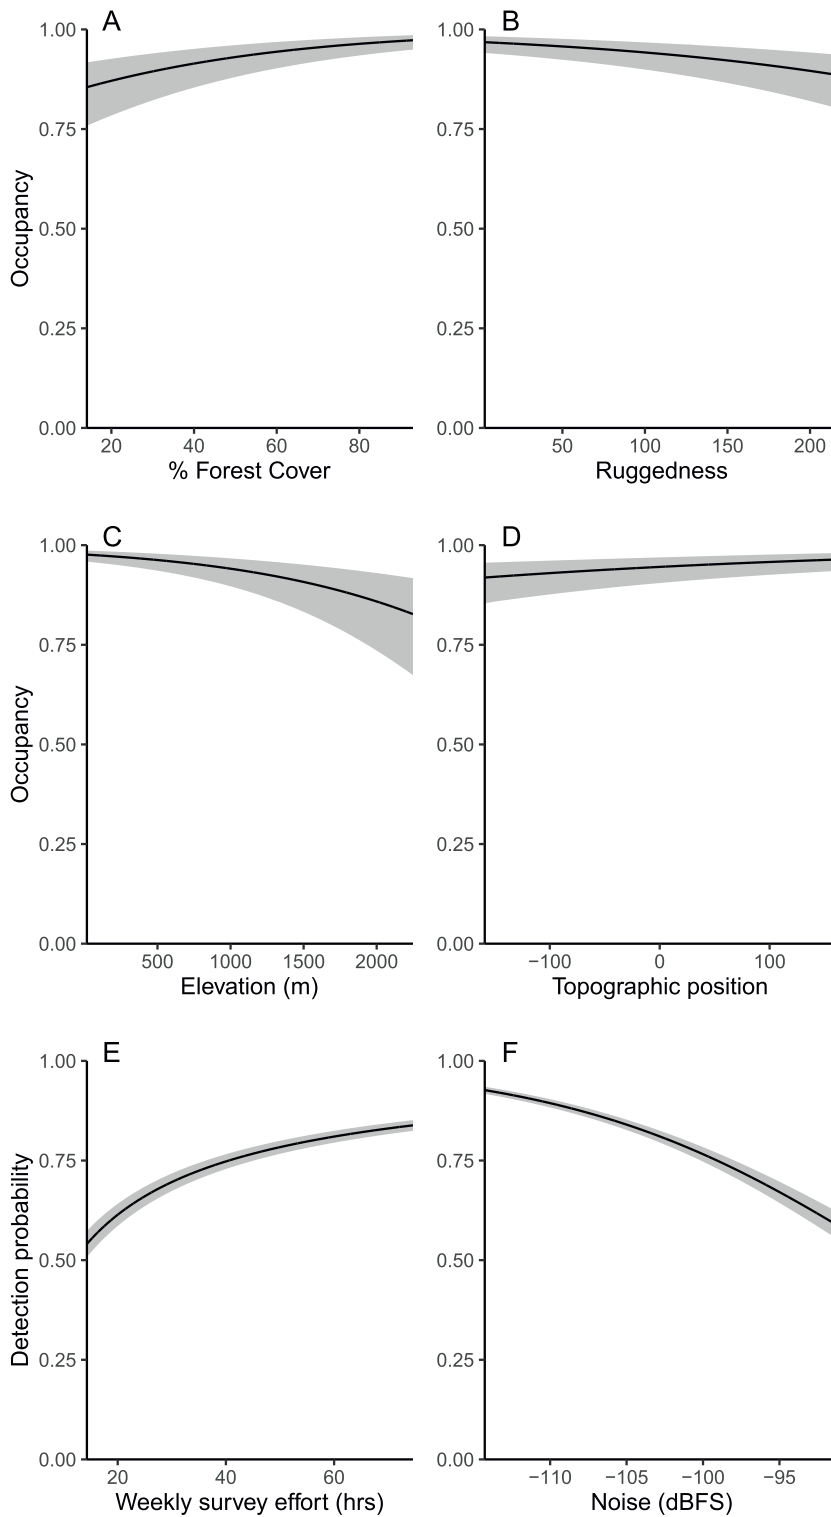 A
B
1.00
0.75
0.50
0.25
0.00
Occupancy
20 40 60 80
% Forest Cover
1.00
0.75
0.50
0.25
0.00
50 100 150 200
Ruggedness
C
D
1.00
0.75
0.50
0.25
0.00
Occupancy
500 1000 1500 2000
Elevation (m)
1.00
0.75
0.50
0.25
0.00
−100 0 100
Topographic position
E
F
1.00
0.75
0.50
0.25
0.00
Detection probability
20 40 60
Weekly survey effort (hrs)
1.00
0.75
0.50
0.25
0.00
−110 −105 −100 −95
Noise (dBFS)